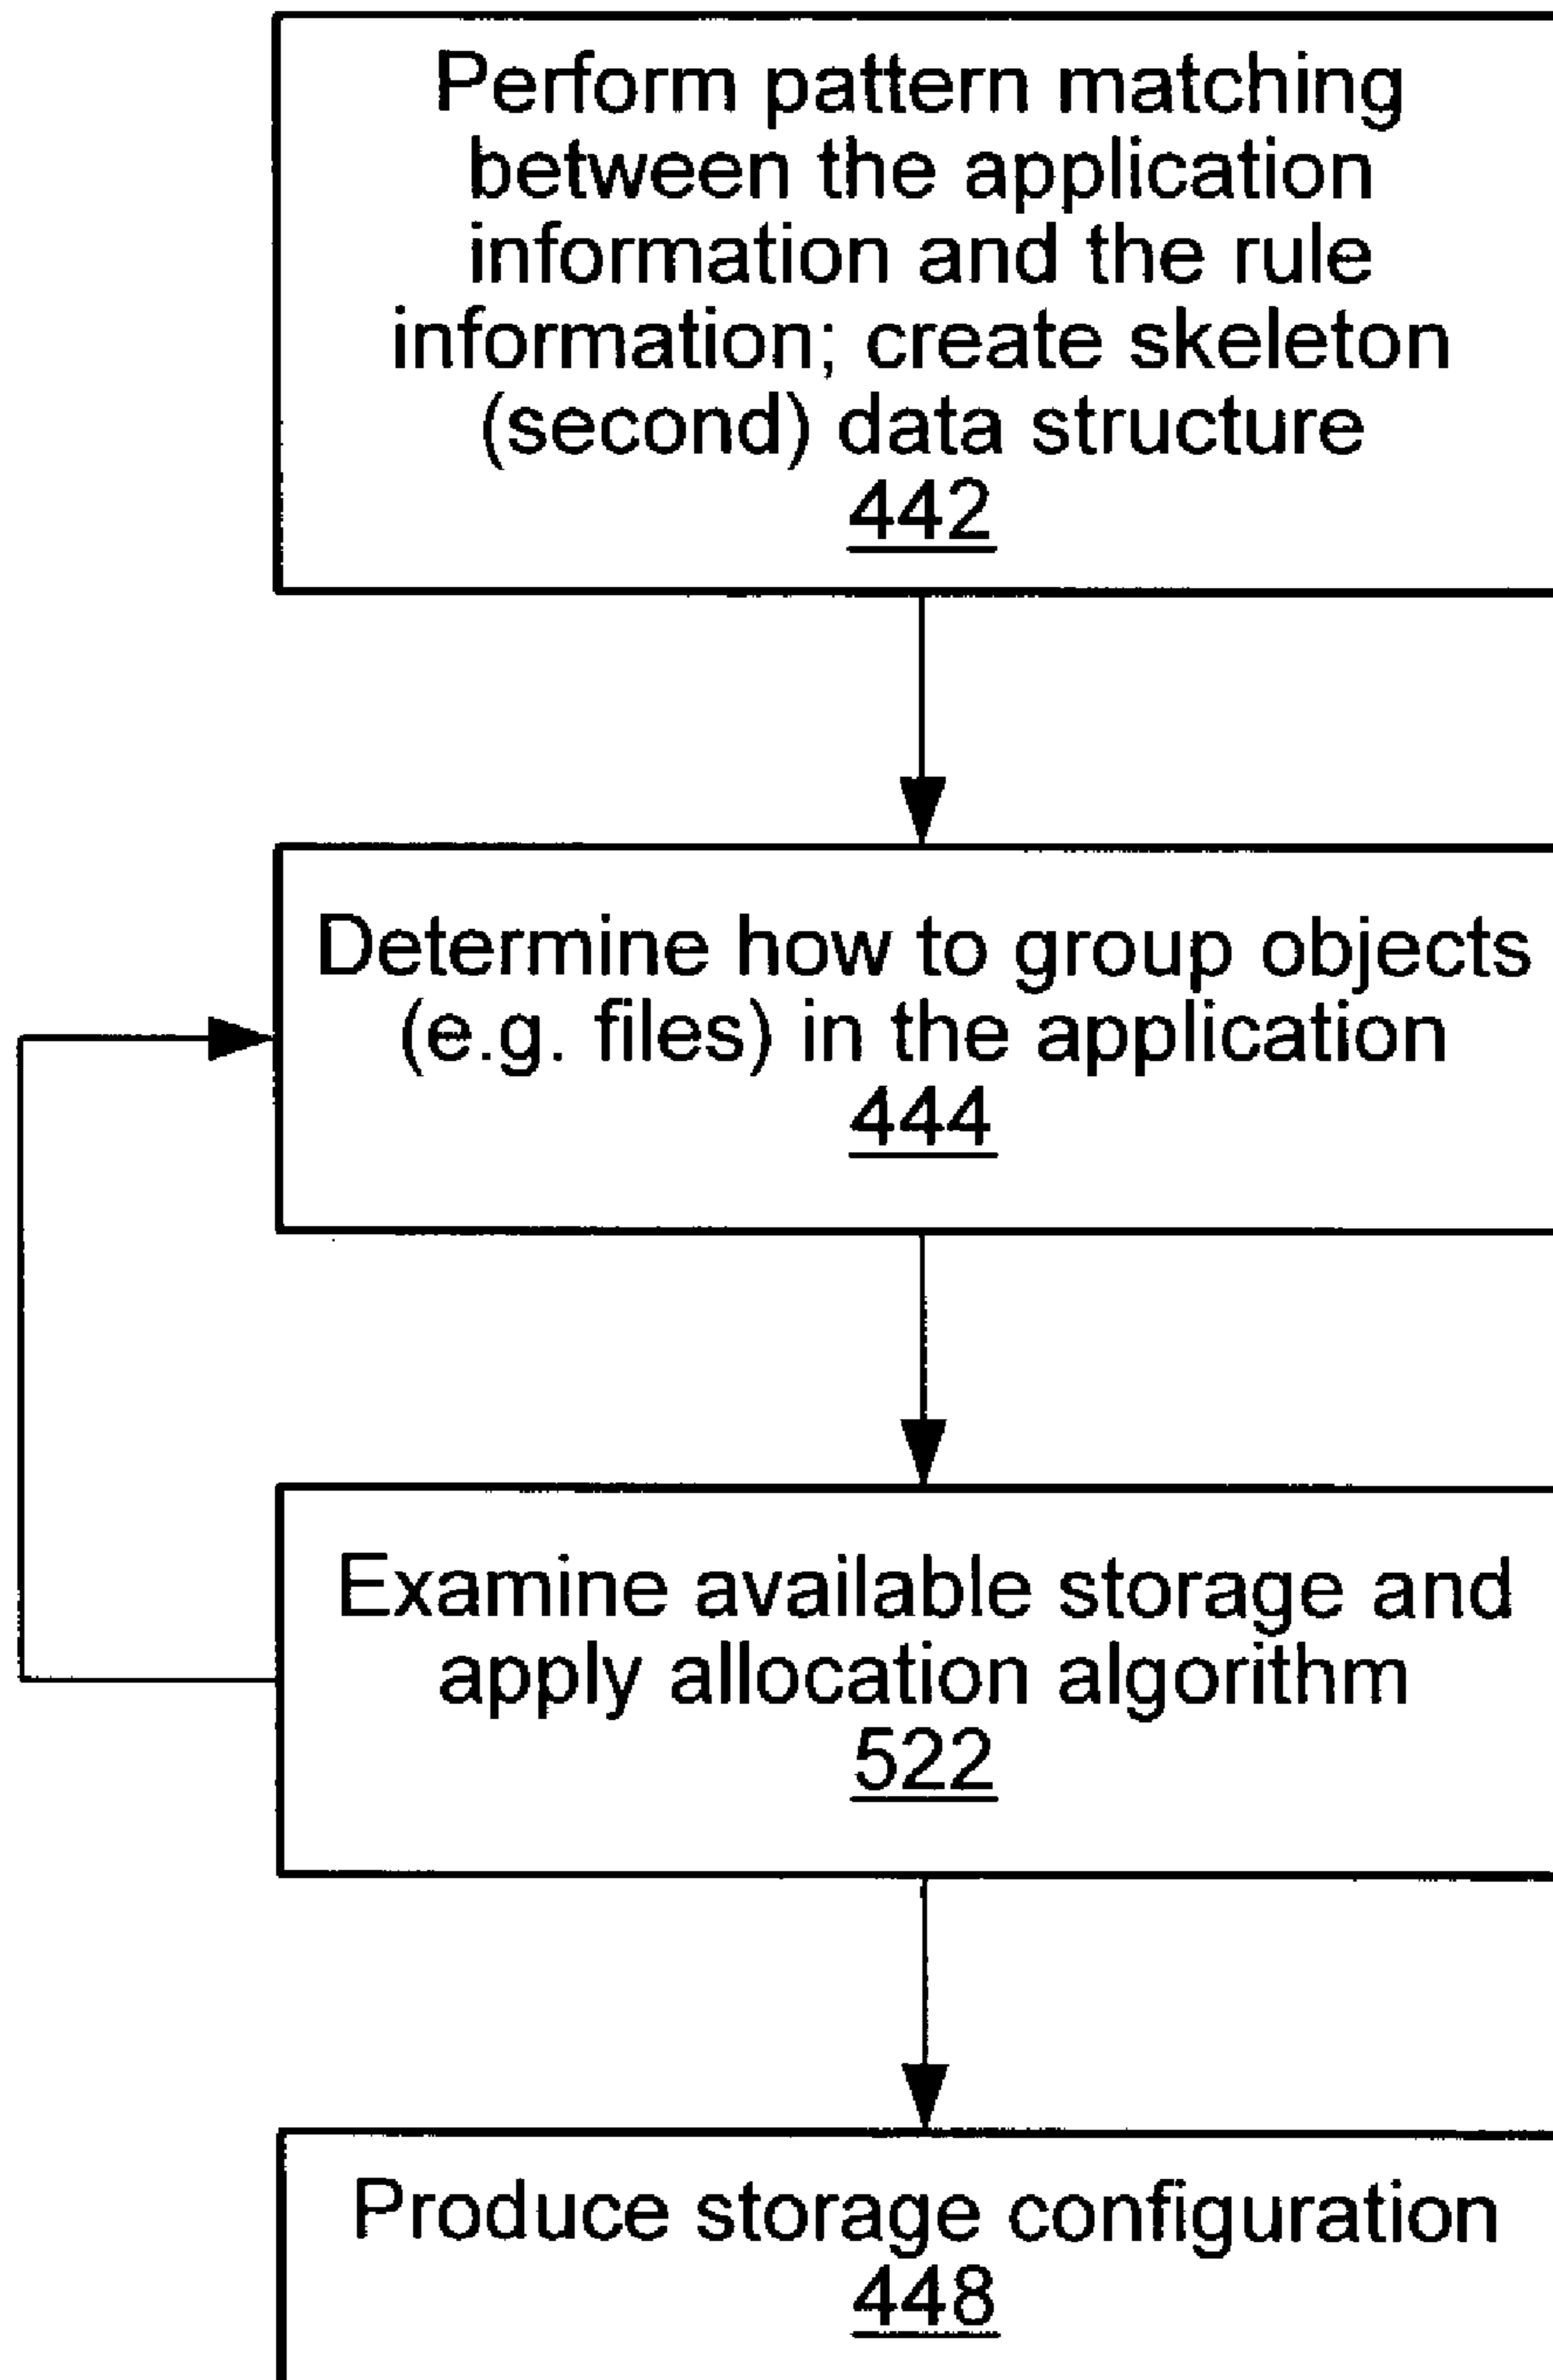 Perform pattern matching
between the application
information and the rule
information; create skeleton
(second) data structure
442
Determine how to group objects
(e.g. files) in the application
444
Examine available storage and
apply allocation algorithm
522
Produce storage configuration
448